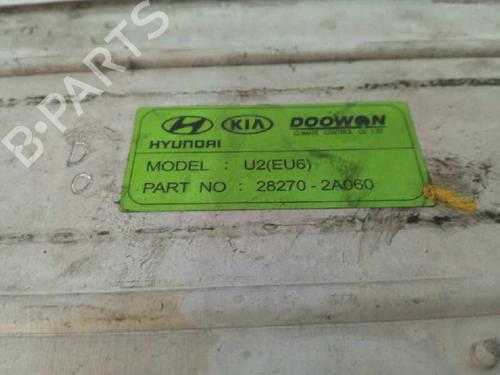 HYUNDAI KIA DOOWON
CLIMATE CONTROL CO LTD
MODEL : U2(EU6)
PART NO : 28270-2A060
B-PARTS